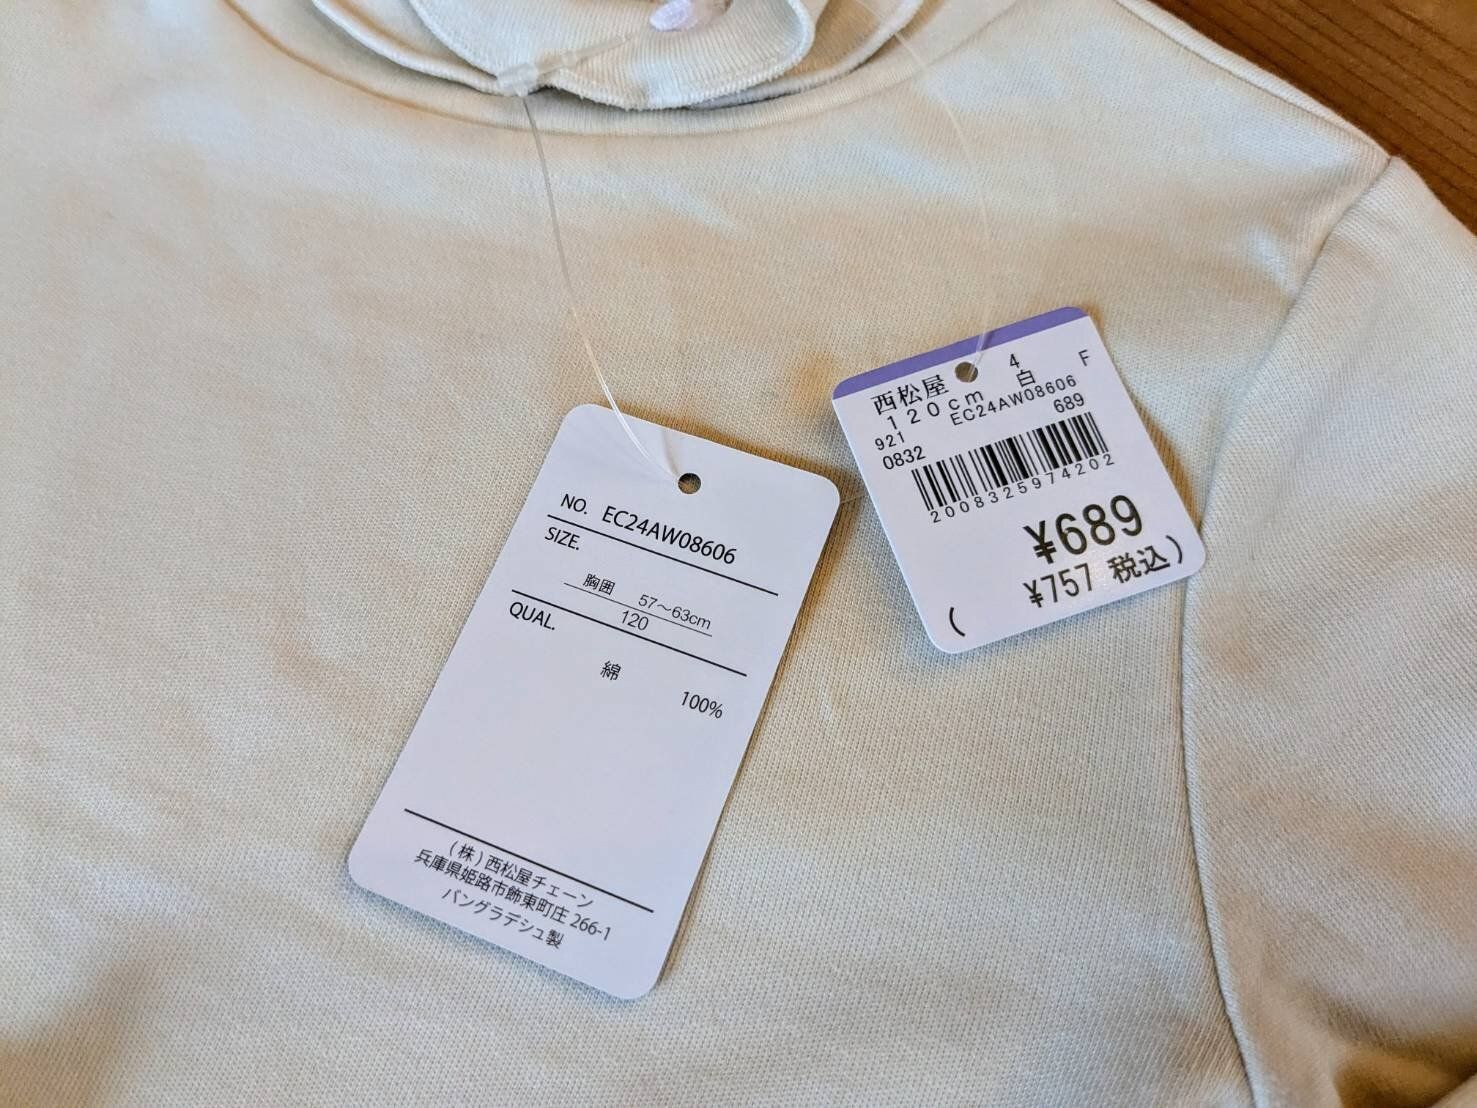 NO. EC24AW08606
SIZE.
胸囲 57～63cm
120
QUAL.
綿
100%
(株)西松屋チェーン
兵庫県姫路市飾東町庄 266-1
バングラデシュ製
西松屋 4 F
120cm 白
921 EC24AW08606
0832 689
2008325974202
¥689
( ¥757 税込)